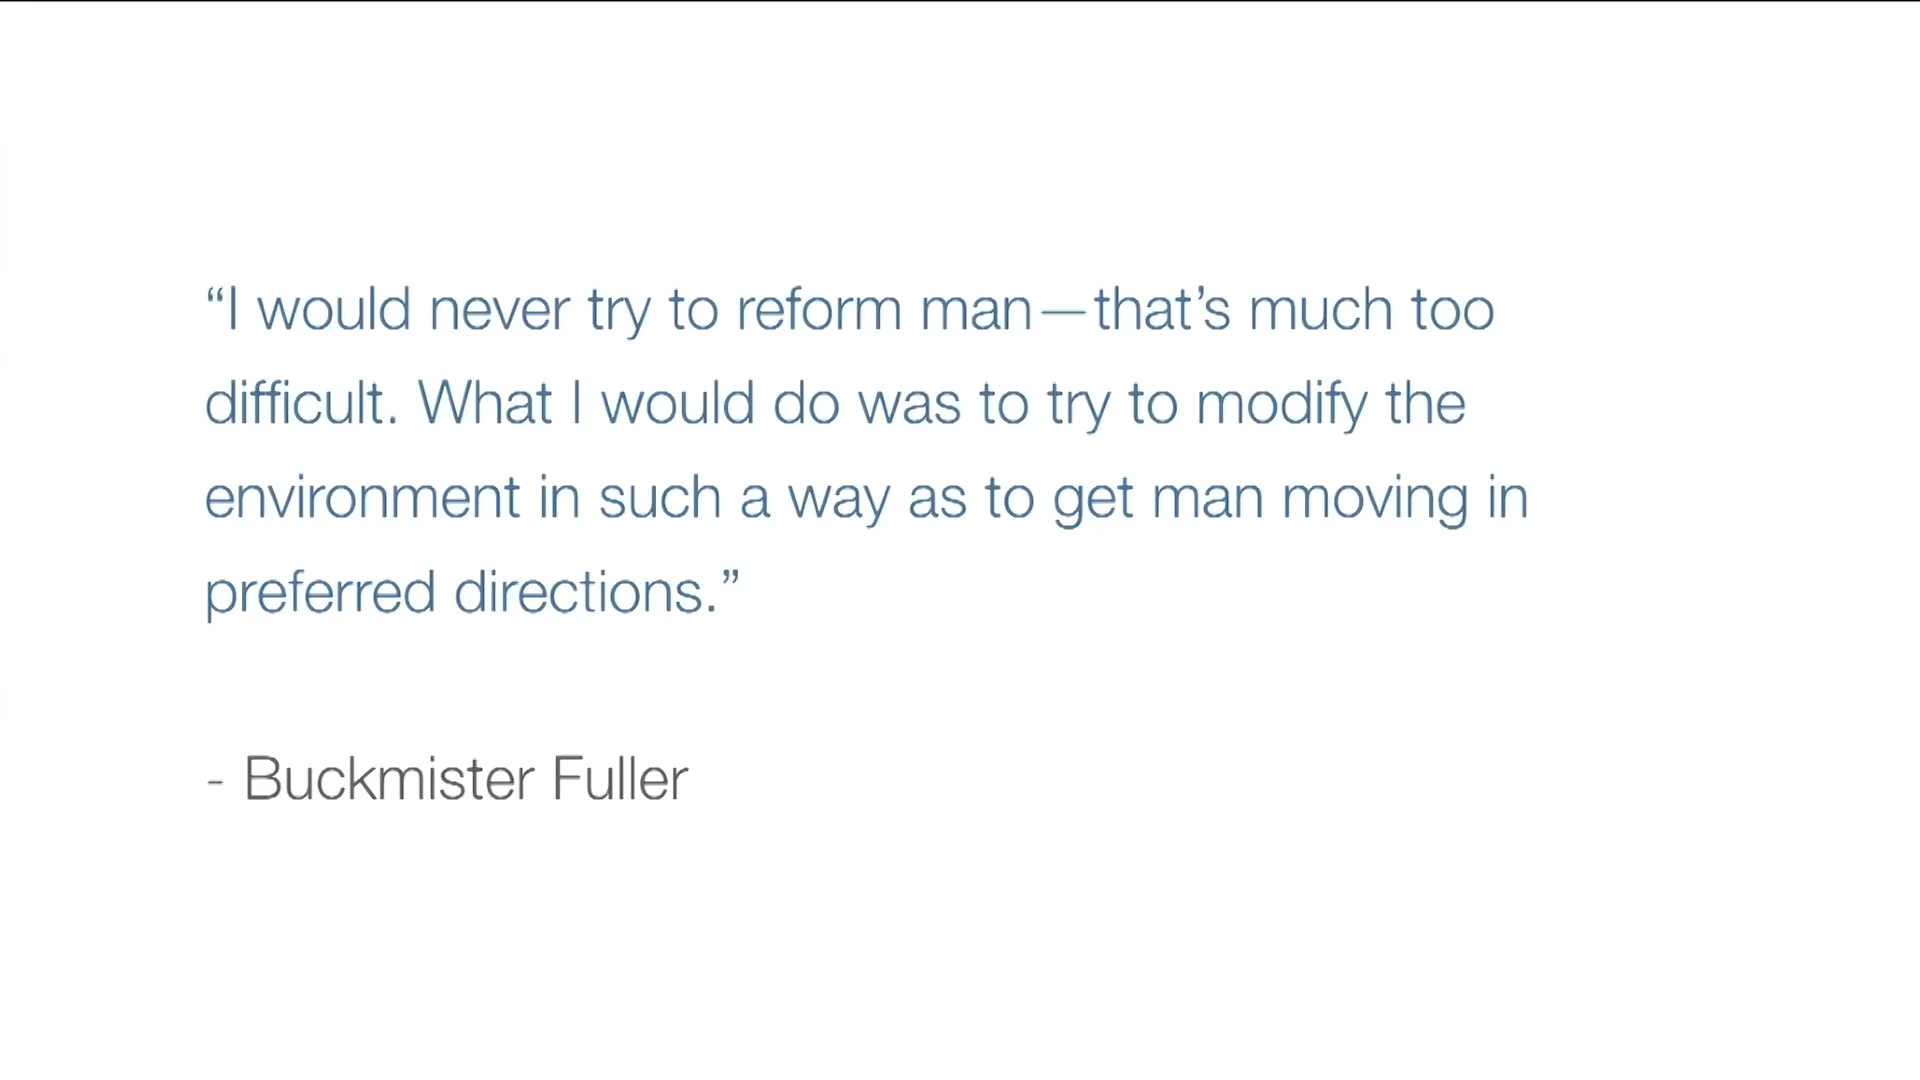 “I would never try to reform man—that’s much too
difficult. What I would do was to try to modify the
environment in such a way as to get man moving in
preferred directions.”
- Buckmister Fuller